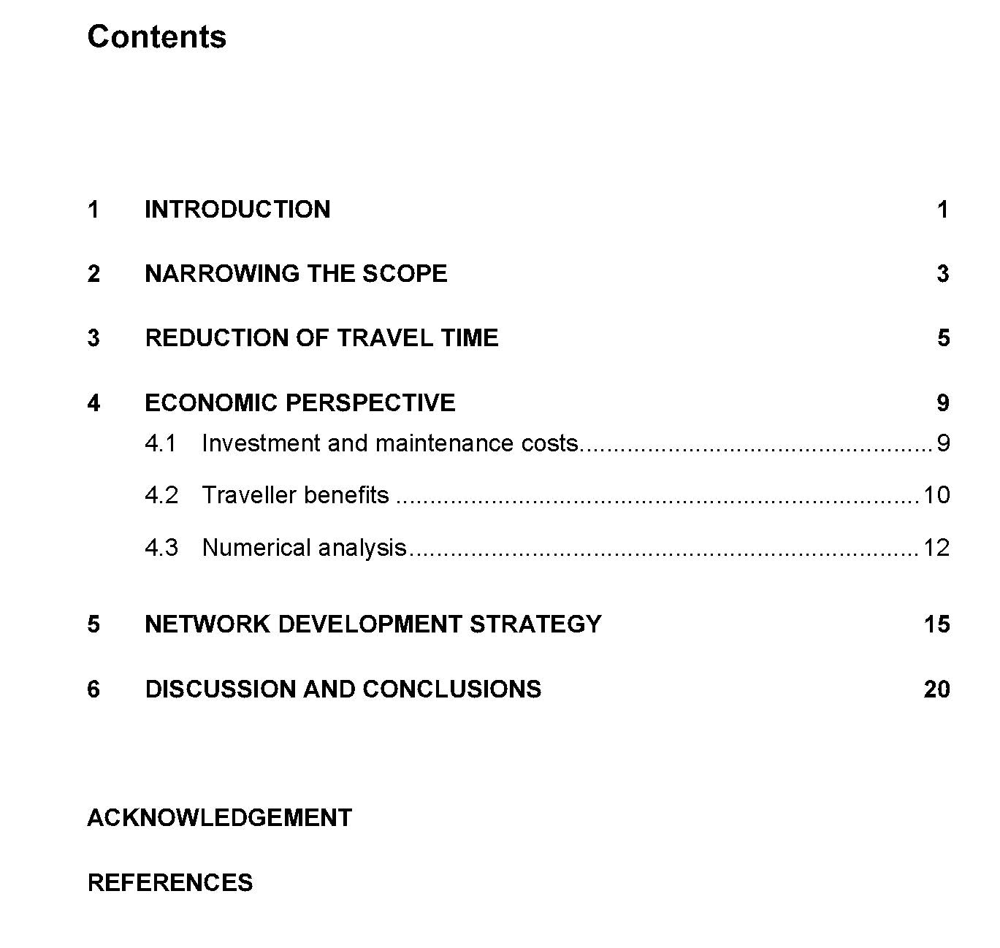 Contents
1 INTRODUCTION 1
2 NARROWING THE SCOPE 3
3 REDUCTION OF TRAVEL TIME 5
4 ECONOMIC PERSPECTIVE 9
4.1 Investment and maintenance costs.................................................... 9
4.2 Traveller benefits ............................................................................. 10
4.3 Numerical analysis........................................................................... 12
5 NETWORK DEVELOPMENT STRATEGY 15
6 DISCUSSION AND CONCLUSIONS 20
ACKNOWLEDGEMENT
REFERENCES